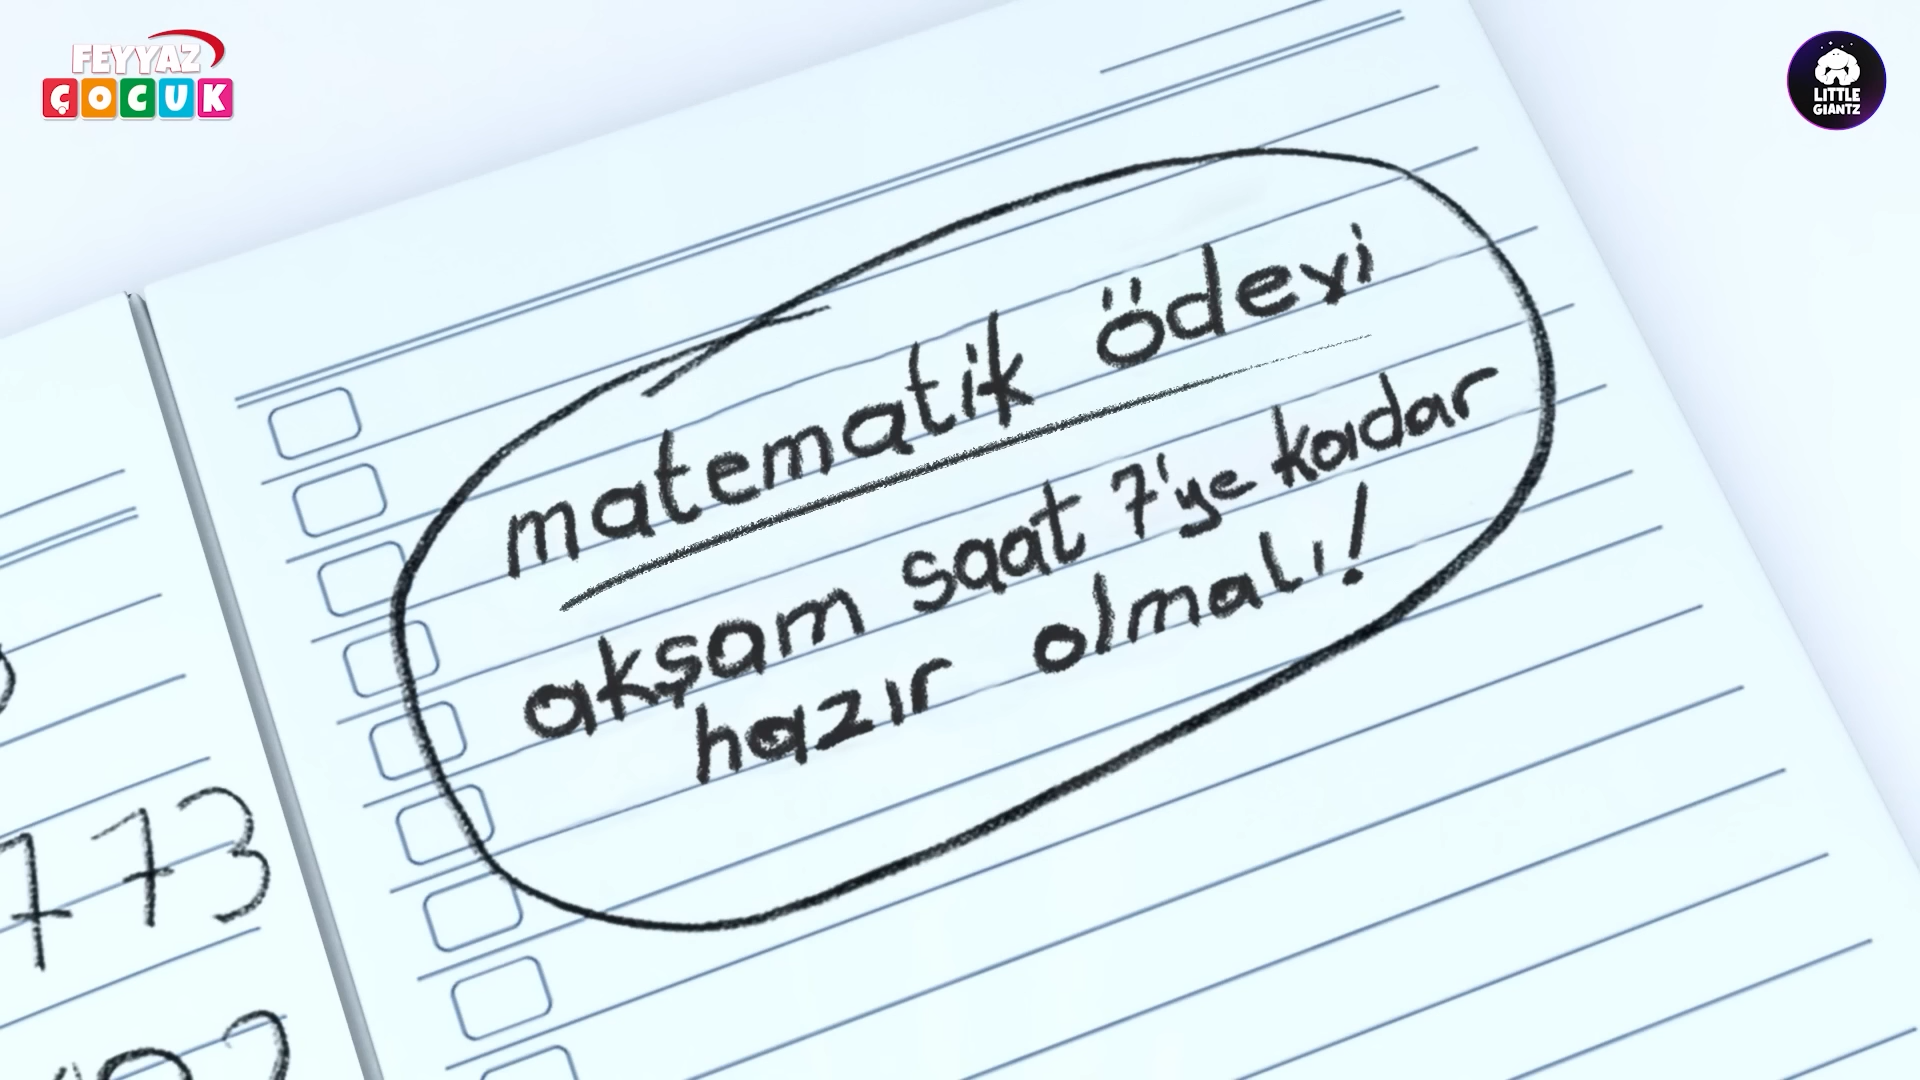 FEYYAZ
ÇOCUK
LITTLE
GIANTZ
matematik ödevi
akşam saat 7'ye kadar
hazır olmalı!
773